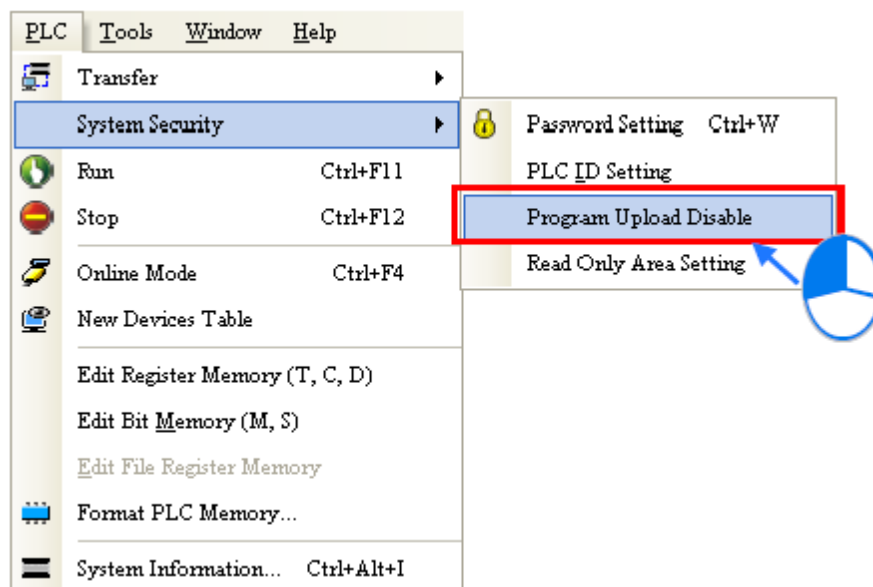 PLC Tools Window Help
Transfer
System Security
Run Ctrl+F11
Stop Ctrl+F12
Online Mode Ctrl+F4
New Devices Table
Edit Register Memory (T, C, D)
Edit Bit Memory (M, S)
Edit File Register Memory
Format PLC Memory...
System Information... Ctrl+Alt+I
Password Setting Ctrl+W
PLC ID Setting
Program Upload Disable
Read Only Area Setting